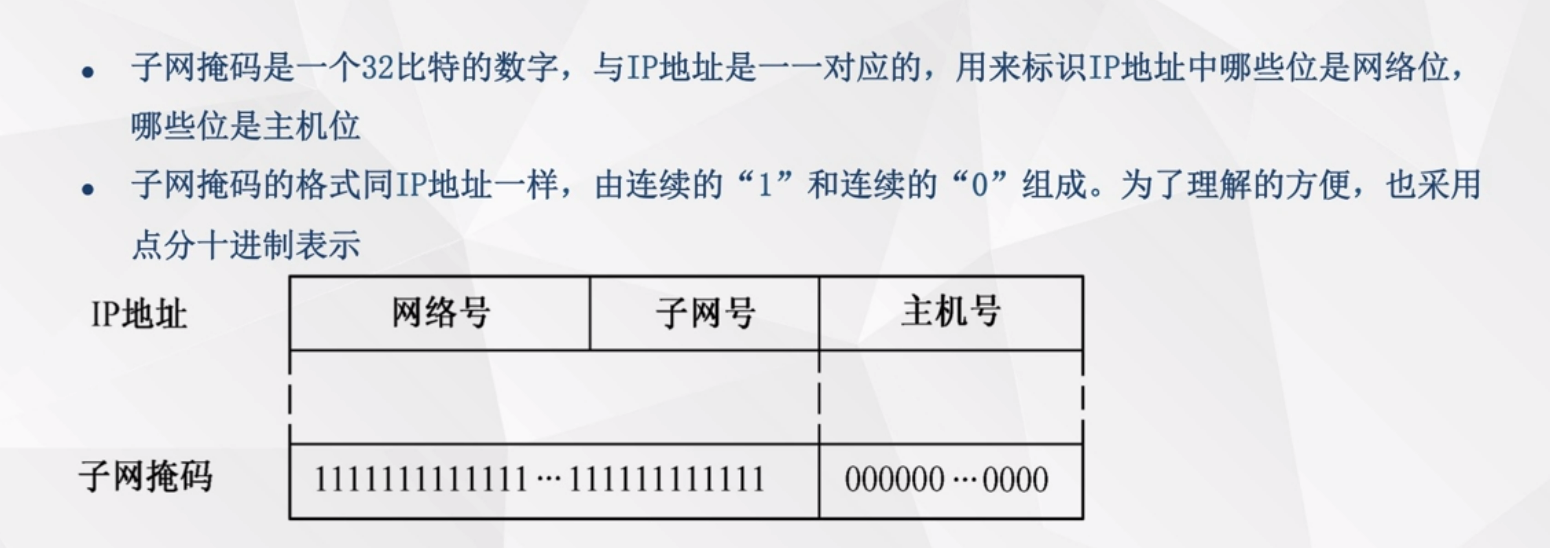 • 子网掩码是一个32比特的数字，与IP地址是一一对应的，用来标识IP地址中哪些位是网络位，
哪些位是主机位
• 子网掩码的格式同IP地址一样，由连续的“1”和连续的“0”组成。为了理解的方便，也采用
点分十进制表示
IP地址 网络号 子网号 主机号
子网掩码 1111111111111…111111111111 000000…0000